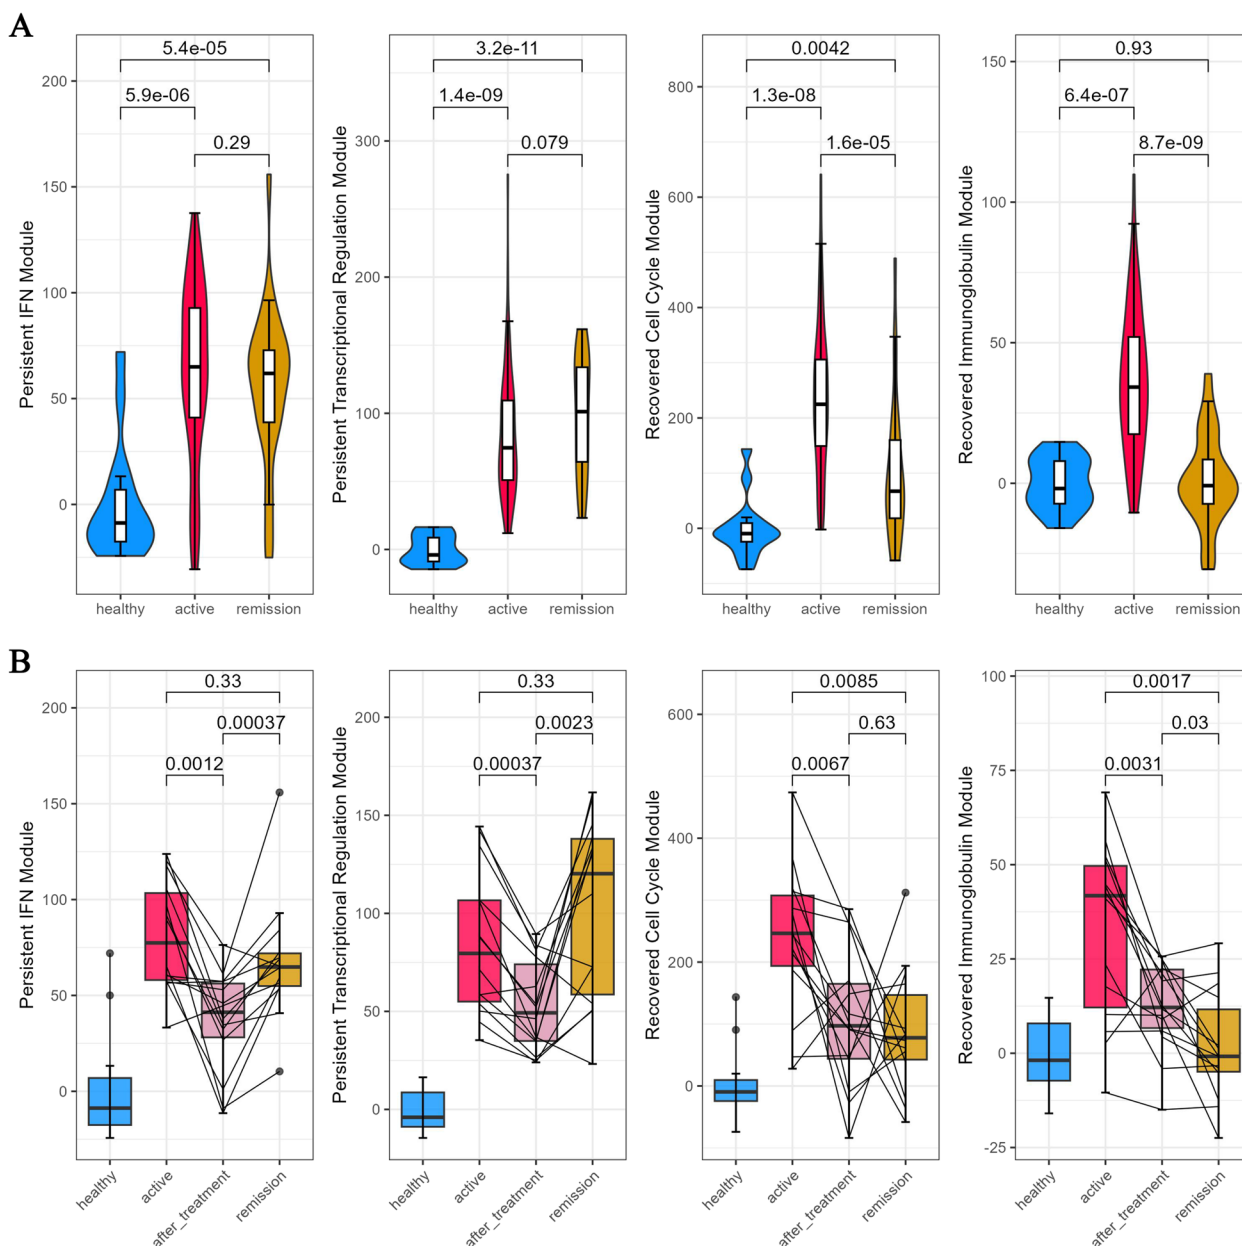 A
Persistent IFN Module
5.4e-05
5.9e-06
0.29
200
150
100
50
0
healthy
active
remission
Persistent Transcriptional Regulation Module
3.2e-11
1.4e-09
0.079
300
200
100
0
healthy
active
remission
Recovered Cell Cycle Module
0.0042
1.3e-08
1.6e-05
800
600
400
200
0
healthy
active
remission
Recovered Immunoglobulin Module
0.93
6.4e-07
8.7e-09
150
100
50
0
healthy
active
remission
B
Persistent IFN Module
0.33
0.00037
0.0012
200
150
100
50
0
healthy
active
after_treatment
remission
Persistent Transcriptional Regulation Module
0.33
0.0023
0.00037
200
150
100
50
0
healthy
active
after_treatment
remission
Recovered Cell Cycle Module
0.0085
0.63
0.0067
600
400
200
0
healthy
active
after_treatment
remission
Recovered Immunoglobulin Module
0.0017
0.03
0.0031
100
75
50
25
0
-25
healthy
active
after_treatment
remission